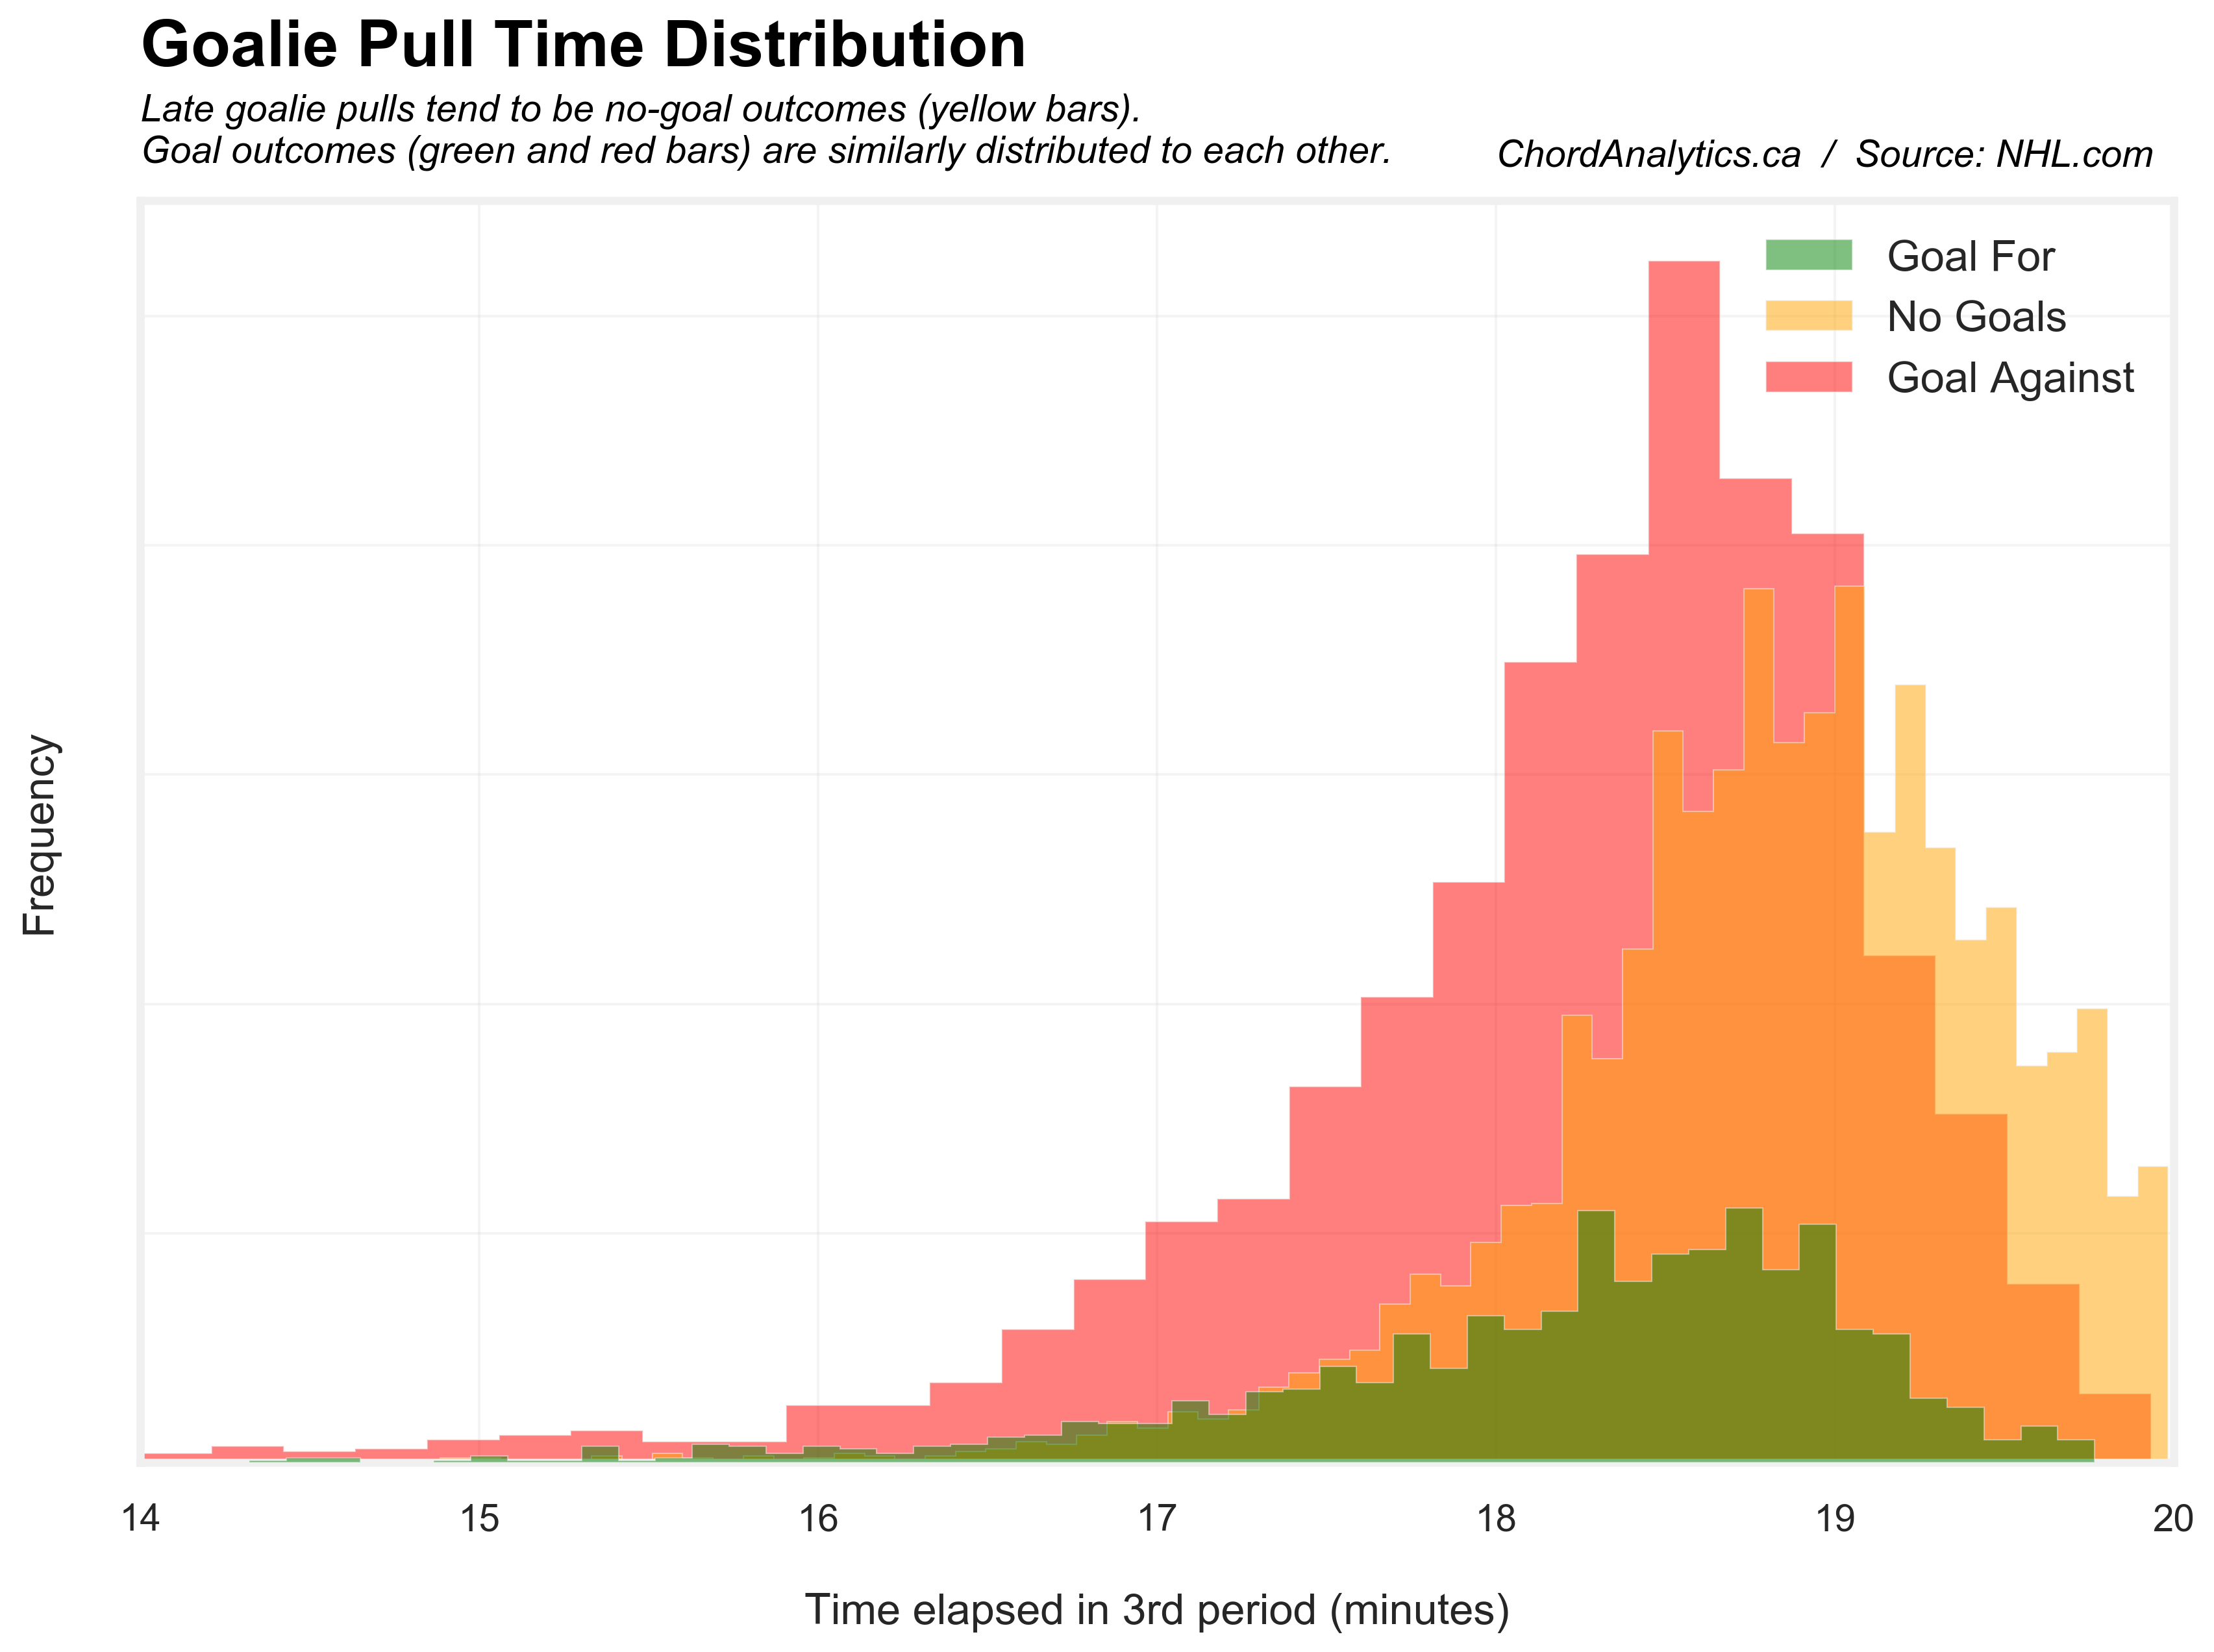 Goalie Pull Time Distribution
Late goalie pulls tend to be no-goal outcomes (yellow bars).
Goal outcomes (green and red bars) are similarly distributed to each other.
ChordAnalytics.ca / Source: NHL.com
Goal For
No Goals
Goal Against
Frequency
14 15 16 17 18 19 20
Time elapsed in 3rd period (minutes)